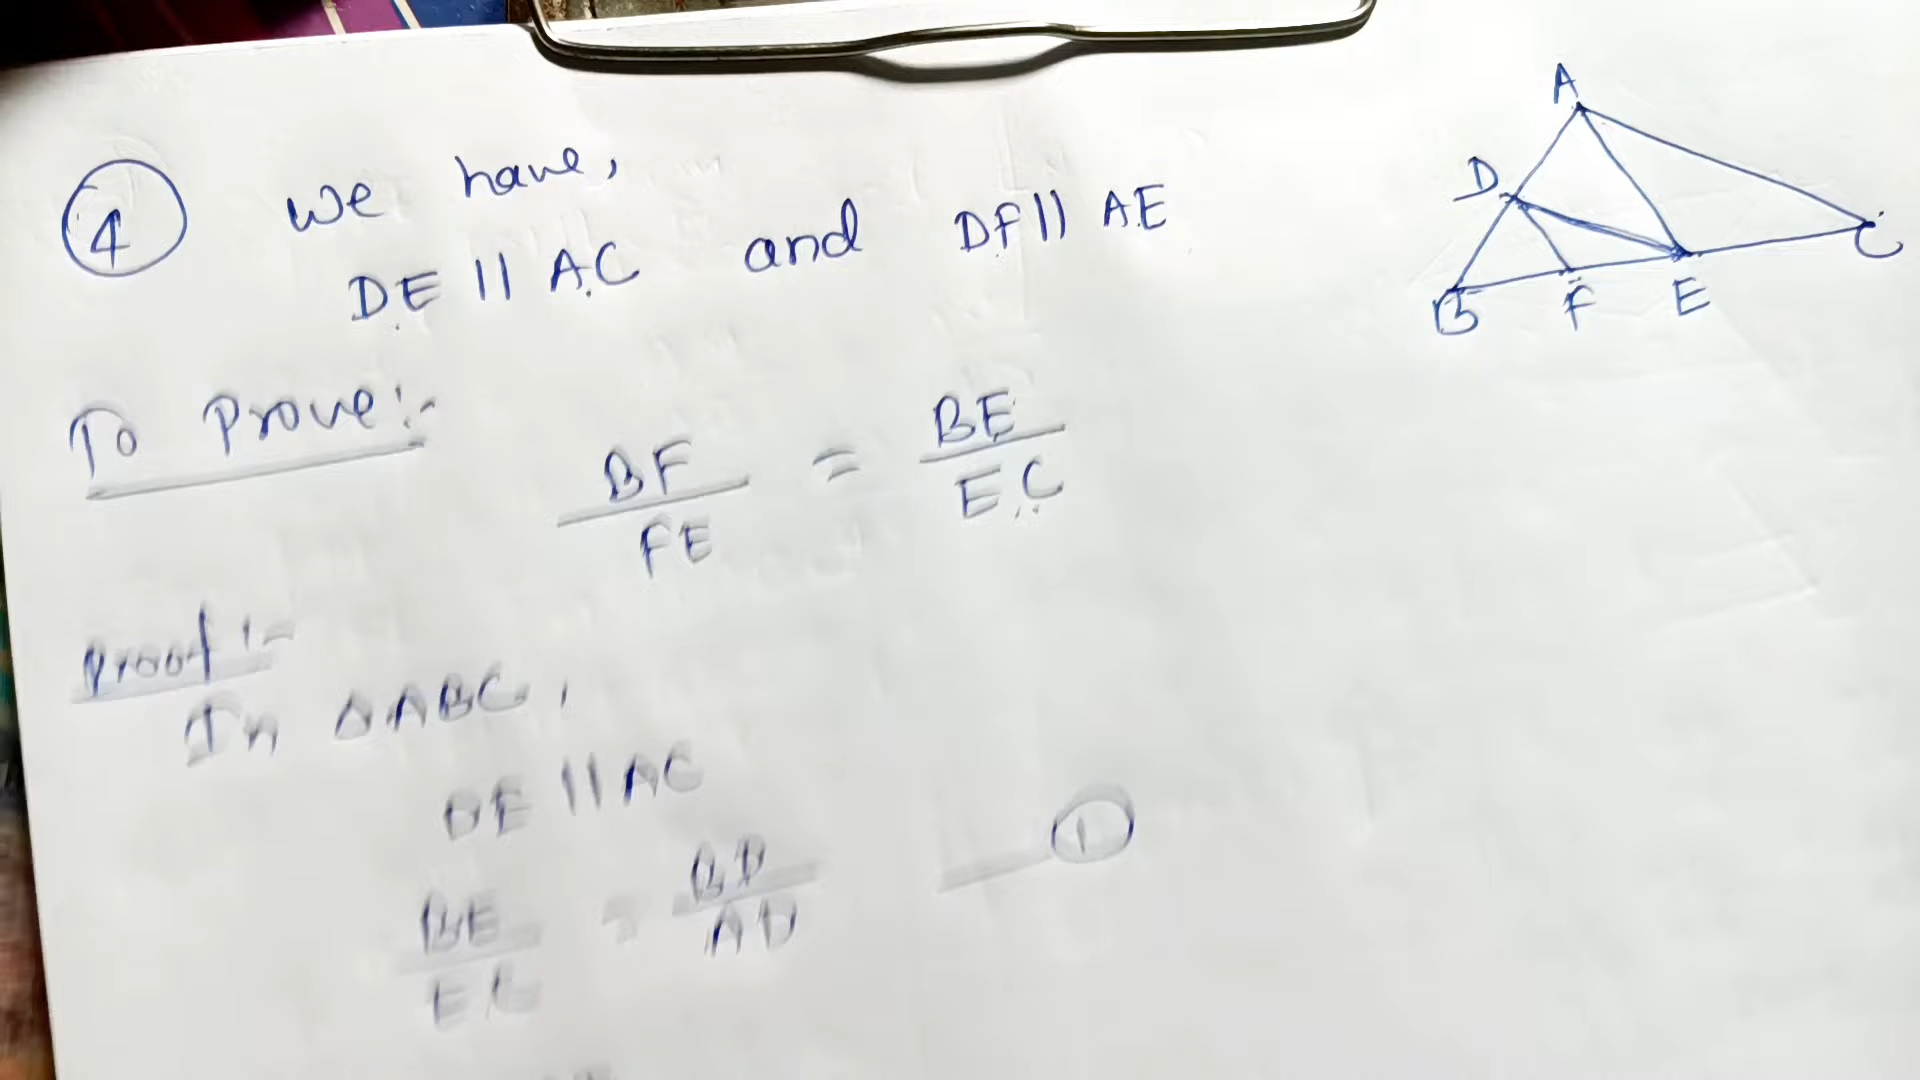 4 We have,
DE || AC and DF || AE
To Prove :-
BF/FE = BE/EC
Proof :-
In △ABC,
DE || AC
BE/EC = BD/AD — 1
A
D
B
F
E
C